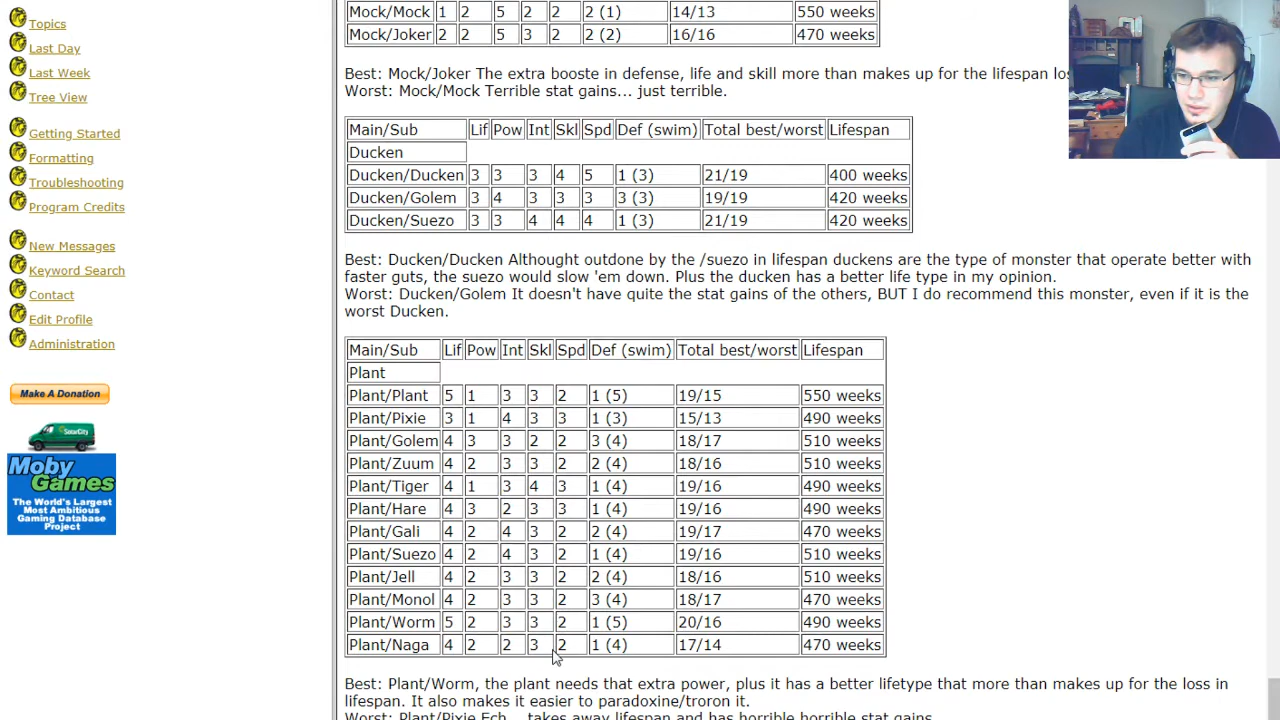 Topics
Last Day
Last Week
Tree View
Getting Started
Formatting
Troubleshooting
Program Credits
New Messages
Keyword Search
Contact
Edit Profile
Administration
Make A Donation
SolarCity
Moby
Games
The World's Largest
Most Ambitious
Gaming Database
Project
Mock/Mock 1 2 5 2 2 2 (1) 14/13 550 weeks
Mock/Joker 2 2 5 3 2 2 (2) 16/16 470 weeks
Best: Mock/Joker The extra booste in defense, life and skill more than makes up for the lifespan
Worst: Mock/Mock Terrible stat gains... just terrible.
Main/Sub Lif Pow Int Skl Spd Def (swim) Total best/worst Lifespan
Ducken
Ducken/Ducken 3 3 3 4 5 1 (3) 21/19 400 weeks
Ducken/Golem 3 4 3 3 3 3 (3) 19/19 420 weeks
Ducken/Suezo 3 3 4 4 4 1 (3) 21/19 420 weeks
Best: Ducken/Ducken Althought outdone by the /suezo in lifespan duckens are the type of monster that operate better with
faster guts, the suezo would slow 'em down. Plus the ducken has a better life type in my opinion.
Worst: Ducken/Golem It doesn't have quite the stat gains of the others, BUT I do recommend this monster, even if it is the
worst Ducken.
Main/Sub Lif Pow Int Skl Spd Def (swim) Total best/worst Lifespan
Plant
Plant/Plant 5 1 3 3 2 1 (5) 19/15 550 weeks
Plant/Pixie 3 1 4 3 3 1 (3) 15/13 490 weeks
Plant/Golem 4 3 3 2 2 3 (4) 18/17 510 weeks
Plant/Zuum 4 2 3 3 2 2 (4) 18/16 510 weeks
Plant/Tiger 4 1 3 4 3 1 (4) 19/16 490 weeks
Plant/Hare 4 3 2 3 3 1 (4) 19/16 490 weeks
Plant/Gali 4 2 4 3 2 2 (4) 19/17 470 weeks
Plant/Suezo 4 2 4 3 2 1 (4) 19/16 510 weeks
Plant/Jell 4 2 3 3 2 2 (4) 18/16 510 weeks
Plant/Monol 4 2 3 3 2 3 (4) 18/17 470 weeks
Plant/Worm 5 2 3 3 2 1 (5) 20/16 490 weeks
Plant/Naga 4 2 2 3 2 1 (4) 17/14 470 weeks
Best: Plant/Worm, the plant needs that extra power, plus it has a better lifetype that more than makes up for the loss in
lifespan. It also makes it easier to paradoxine/troron it.
Worst: Plant/Pixie Ech... takes away lifespan and has horrible horrible stat gains